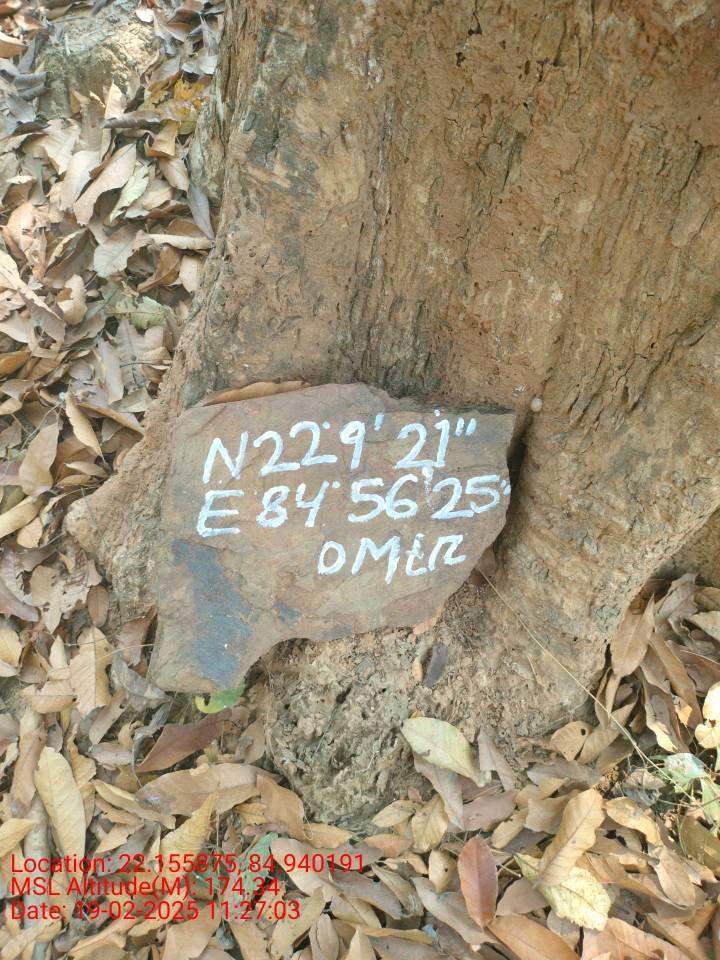 N22°9'21"
E84°56'25"
0Mtr
Location: 22.155875, 84.940191
MSL Altitude(M): 174.34
Date: 19-02-2025 11:27:03